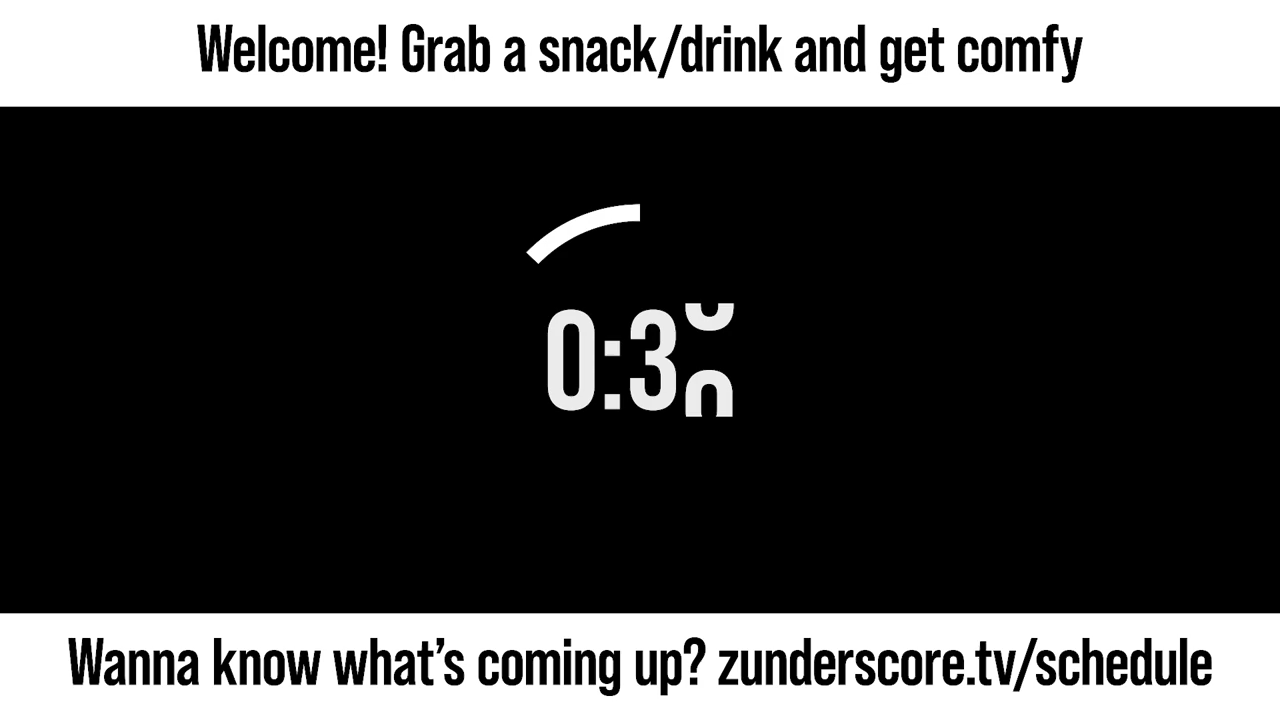 Welcome! Grab a snack/drink and get comfy
0:3
Wanna know what's coming up? zunderscore.tv/schedule